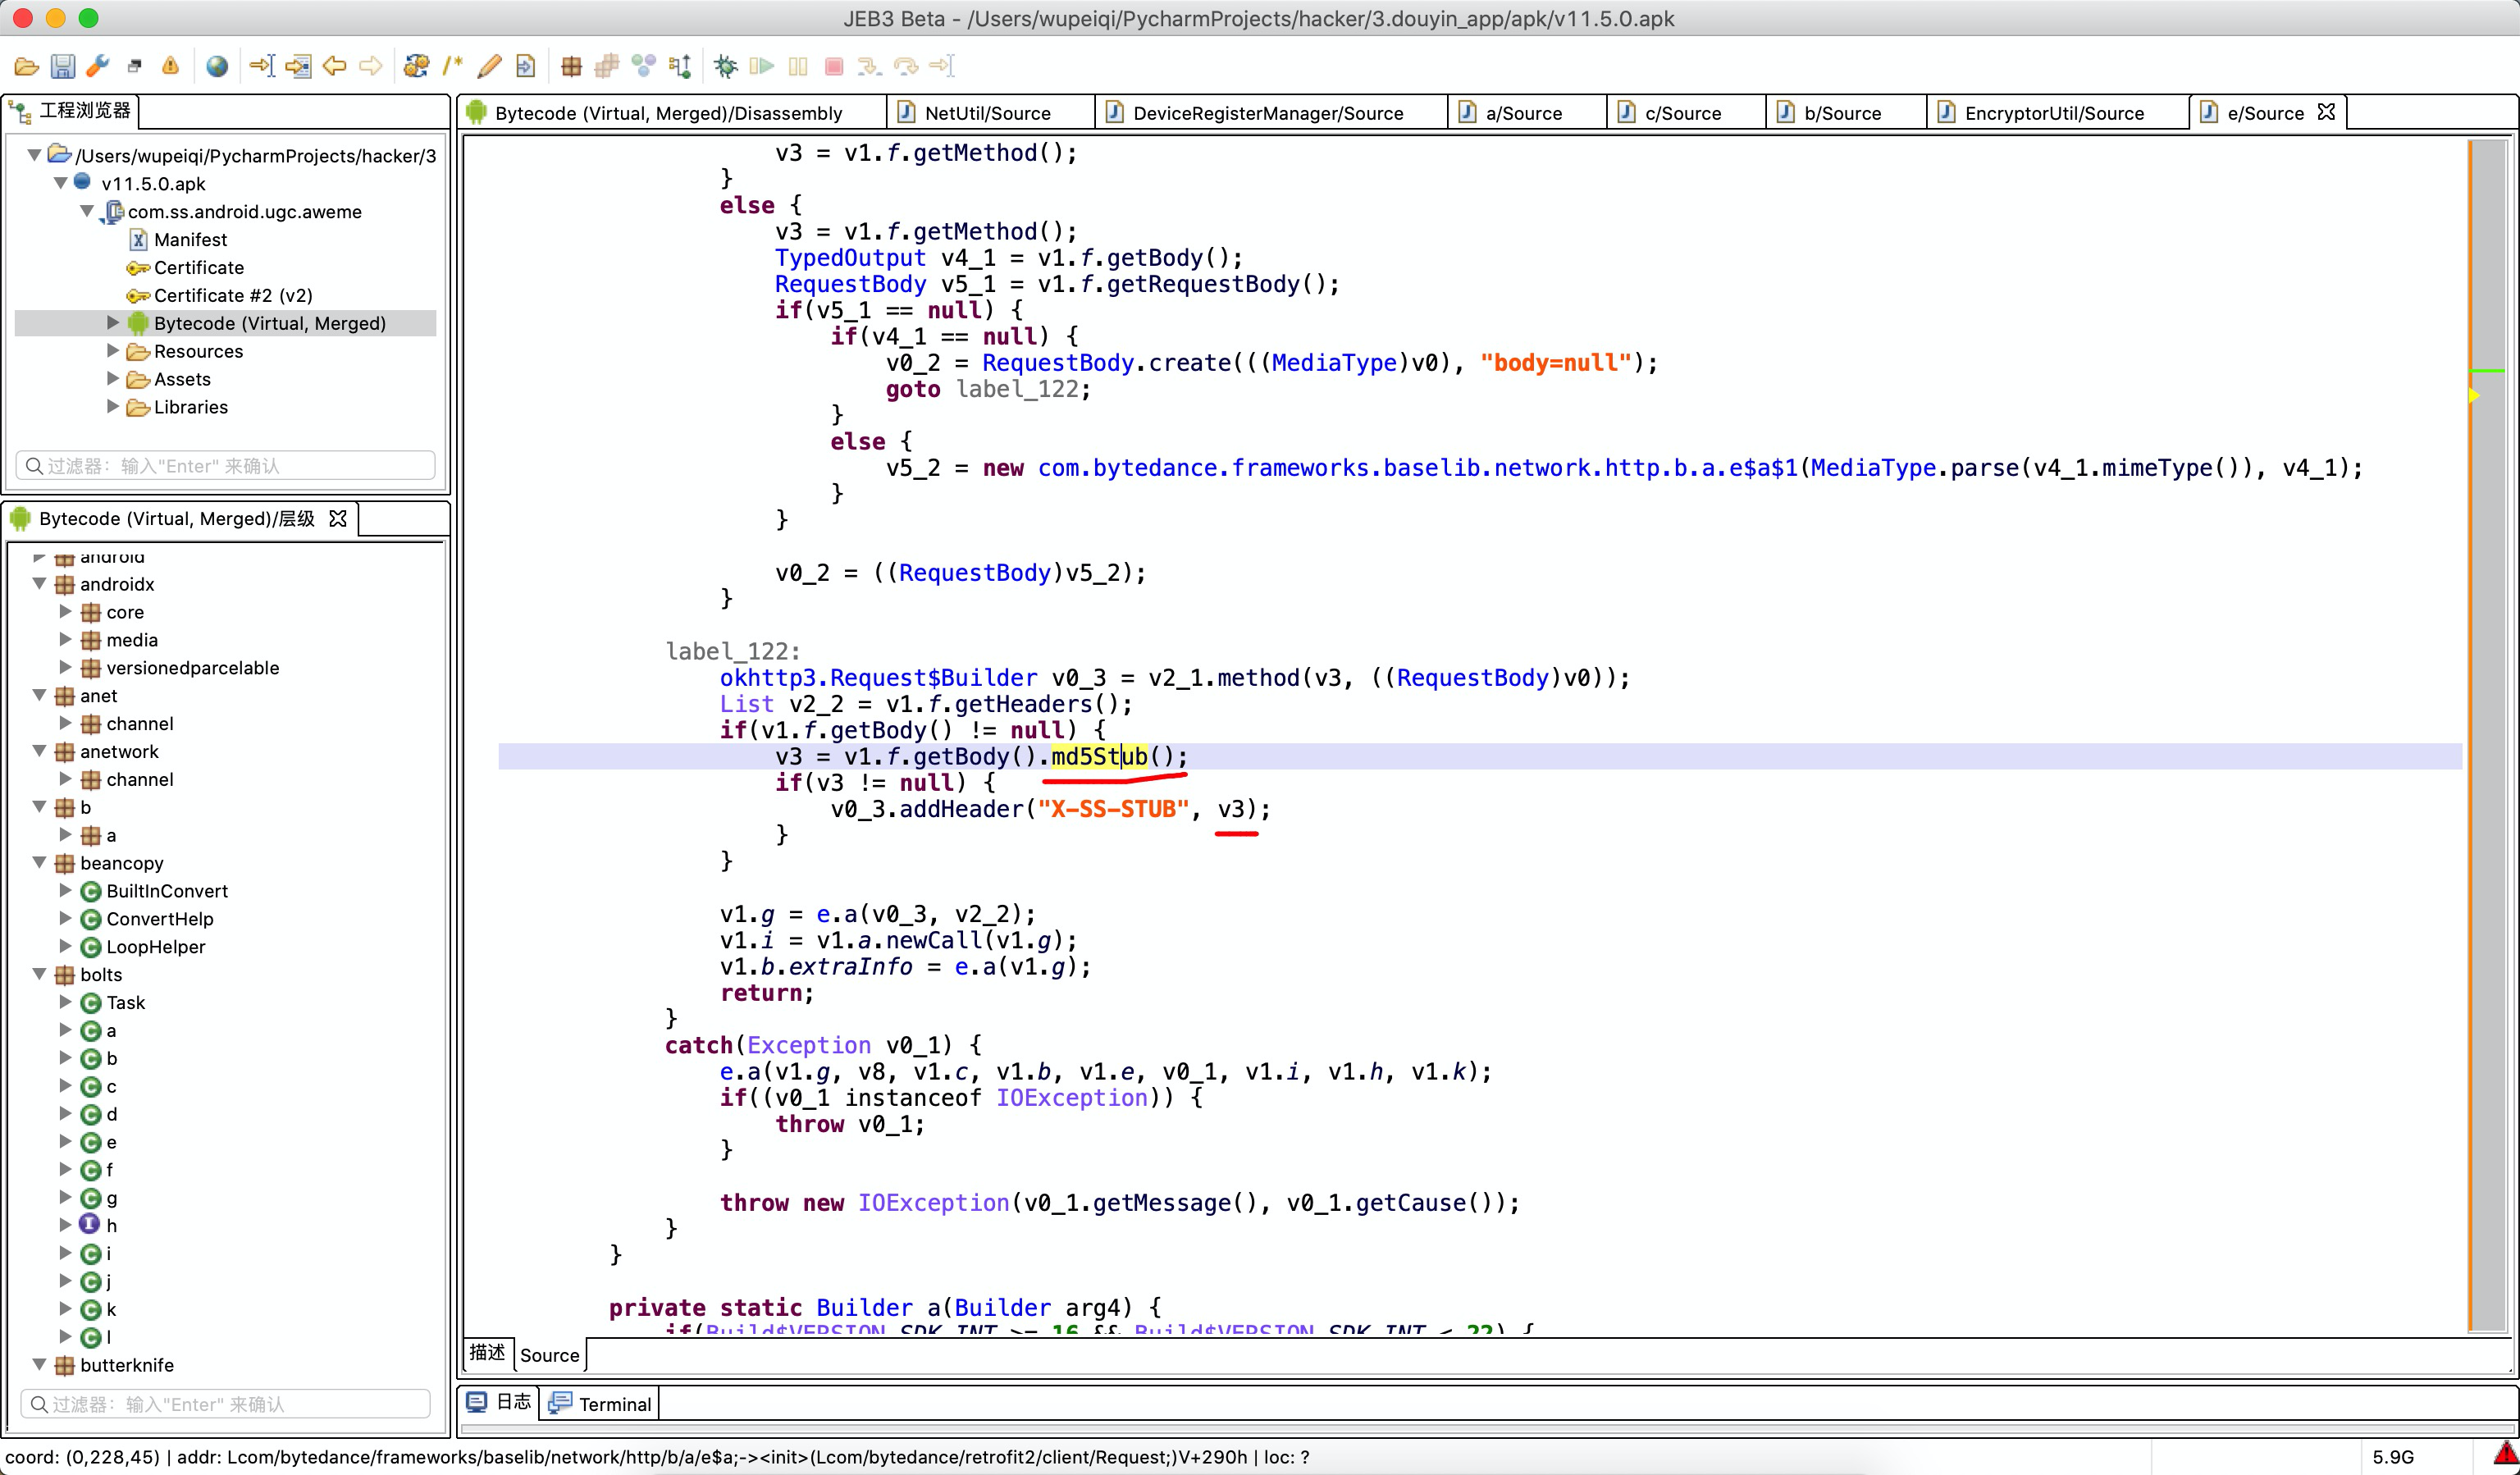 JEB3 Beta - /Users/wupeiqi/PycharmProjects/hacker/3.douyin_app/apk/v11.5.0.apk
工程浏览器
/Users/wupeiqi/PycharmProjects/hacker/3
v11.5.0.apk
com.ss.android.ugc.aweme
Manifest
Certificate
Certificate #2 (v2)
Bytecode (Virtual, Merged)
Resources
Assets
Libraries
过滤器：输入"Enter" 来确认
Bytecode (Virtual, Merged)/层级
android
androidx
core
media
versionedparcelable
anet
channel
anetwork
channel
b
a
beancopy
BuiltInConvert
ConvertHelp
LoopHelper
bolts
Task
a
b
c
d
e
f
g
h
i
j
k
l
butterknife
过滤器：输入"Enter" 来确认
Bytecode (Virtual, Merged)/Disassembly
NetUtil/Source
DeviceRegisterManager/Source
a/Source
c/Source
b/Source
EncryptorUtil/Source
e/Source
v3 = v1.f.getMethod();
}
else {
v3 = v1.f.getMethod();
TypedOutput v4_1 = v1.f.getBody();
RequestBody v5_1 = v1.f.getRequestBody();
if(v5_1 == null) {
if(v4_1 == null) {
v0_2 = RequestBody.create(((MediaType)v0), "body=null");
goto label_122;
}
else {
v5_2 = new com.bytedance.frameworks.baselib.network.http.b.a.e$a$1(MediaType.parse(v4_1.mimeType()), v4_1);
}
}
v0_2 = ((RequestBody)v5_2);
}
label_122:
okhttp3.Request$Builder v0_3 = v2_1.method(v3, ((RequestBody)v0));
List v2_2 = v1.f.getHeaders();
if(v1.f.getBody() != null) {
v3 = v1.f.getBody().md5Stub();
if(v3 != null) {
v0_3.addHeader("X-SS-STUB", v3);
}
}
v1.g = e.a(v0_3, v2_2);
v1.i = v1.a.newCall(v1.g);
v1.b.extraInfo = e.a(v1.g);
return;
}
catch(Exception v0_1) {
e.a(v1.g, v8, v1.c, v1.b, v1.e, v0_1, v1.i, v1.h, v1.k);
if((v0_1 instanceof IOException)) {
throw v0_1;
}
throw new IOException(v0_1.getMessage(), v0_1.getCause());
}
}
private static Builder a(Builder arg4) {
if(Build$VERSION.SDK_INT >= 16 && Build$VERSION.SDK_INT < 22) {
描述
Source
日志
Terminal
coord: (0,228,45) | addr: Lcom/bytedance/frameworks/baselib/network/http/b/a/e$a;-><init>(Lcom/bytedance/retrofit2/client/Request;)V+290h | loc: ?
5.9G